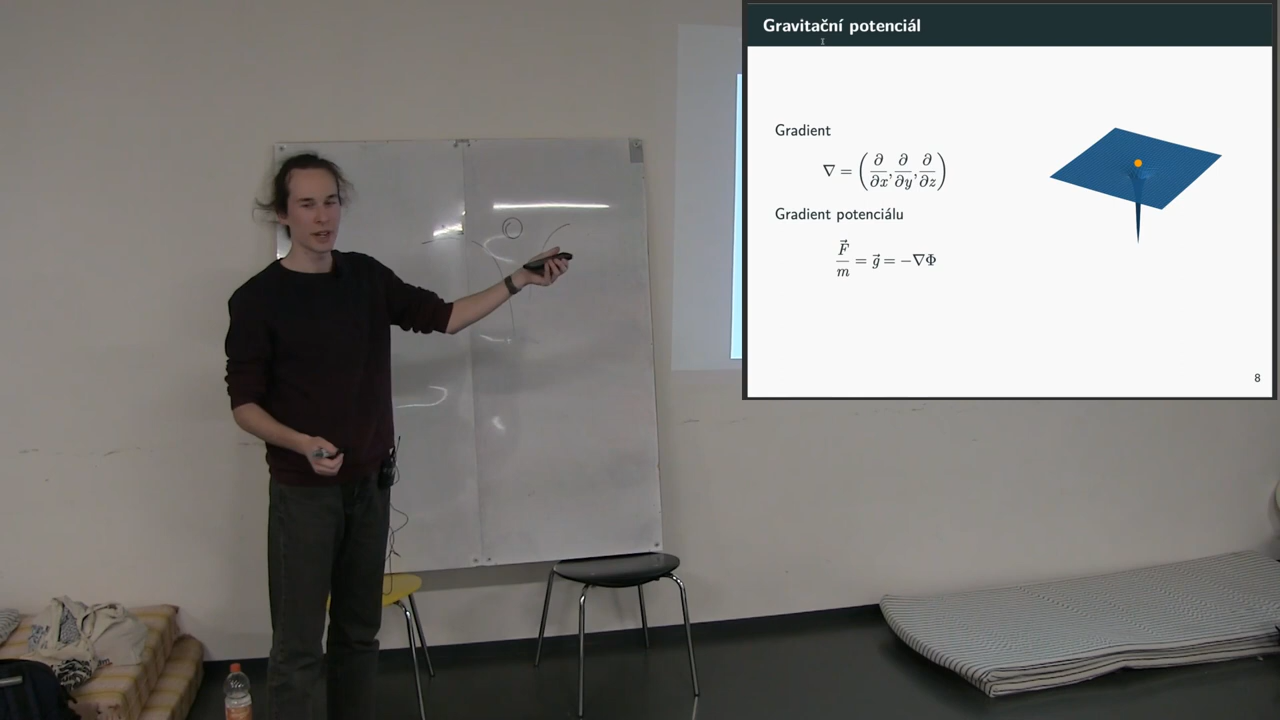 Gravitační potenciál
Gradient
∇ = (∂/∂x, ∂/∂y, ∂/∂z)
Gradient potenciálu
F⃗/m = g⃗ = −∇Φ
8